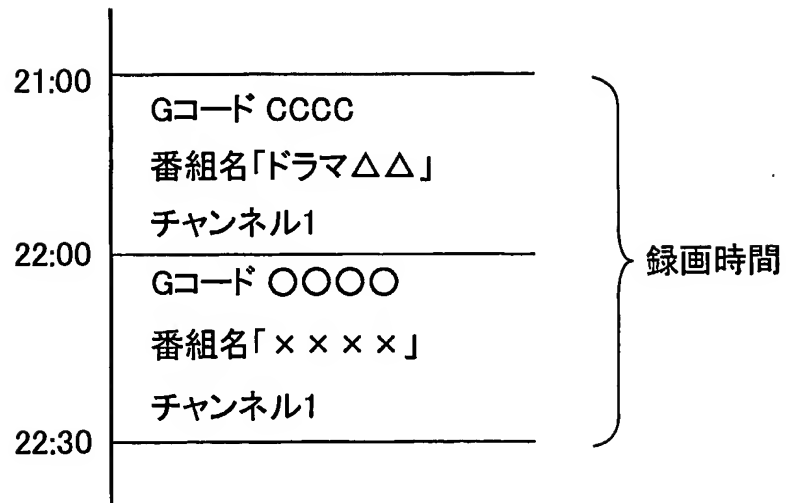 21:00
Gコード CCCC
番組名「ドラマ△△」
チャンネル1
22:00
Gコード 〇〇〇〇
録画時間
番組名「××××」
チャンネル1
22:30